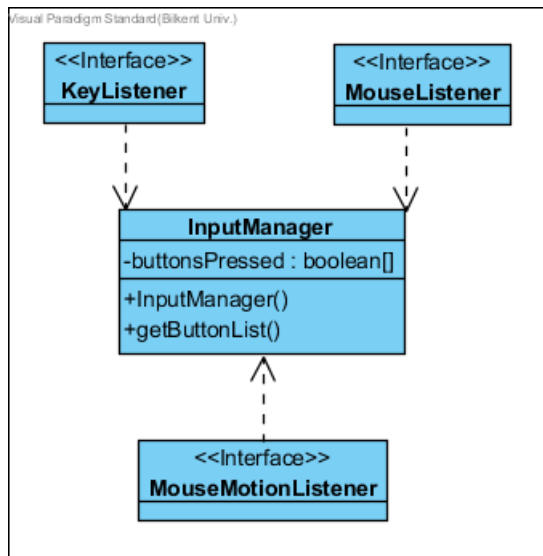 Visual Paradigm Standard(Bilkent Univ.)
<<Interface>>
KeyListener
<<Interface>>
MouseListener
InputManager
-buttonsPressed : boolean[]
+InputManager()
+getButtonList()
<<Interface>>
MouseMotionListener